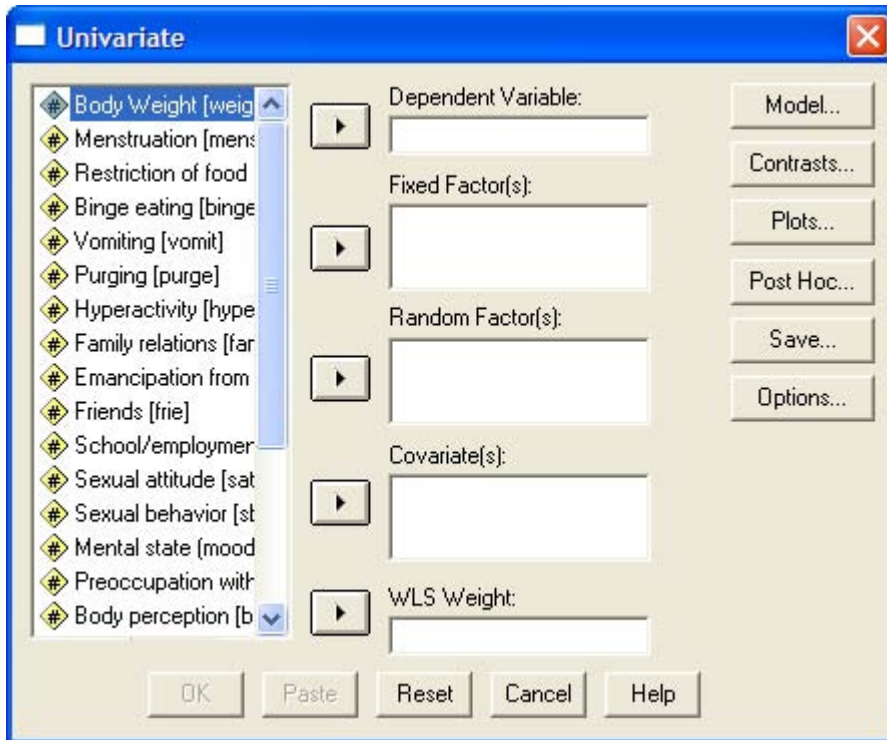 Univariate
Body Weight [weig
Menstruation [mens
Restriction of food
Binge eating [binge
Vomiting [vomit]
Purging [purge]
Hyperactivity [hype
Family relations [far
Emancipation from
Friends [frie]
School/employmer
Sexual attitude [sat
Sexual behavior [sb
Mental state (mood
Preoccupation with
Body perception [b
Dependent Variable:
Fixed Factor(s):
Random Factor(s):
Covariate(s):
WLS Weight:
Model...
Contrasts...
Plots...
Post Hoc...
Save...
Options...
OK
Paste
Reset
Cancel
Help